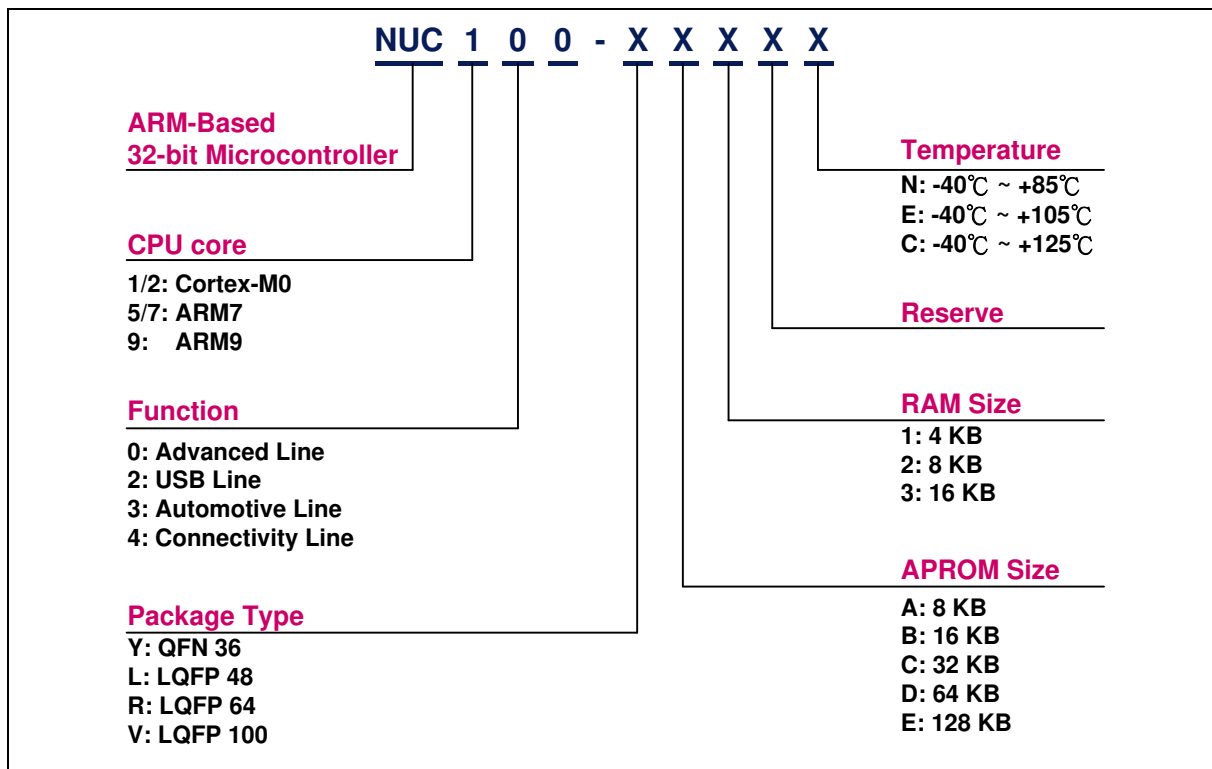 NUC 1 0 0 - X X X X X
ARM-Based
32-bit Microcontroller
CPU core
1/2: Cortex-M0
5/7: ARM7
9: ARM9
Function
0: Advanced Line
2: USB Line
3: Automotive Line
4: Connectivity Line
Package Type
Y: QFN 36
L: LQFP 48
R: LQFP 64
V: LQFP 100
Temperature
N: -40℃ ~ +85℃
E: -40℃ ~ +105℃
C: -40℃ ~ +125℃
Reserve
RAM Size
1: 4 KB
2: 8 KB
3: 16 KB
APROM Size
A: 8 KB
B: 16 KB
C: 32 KB
D: 64 KB
E: 128 KB